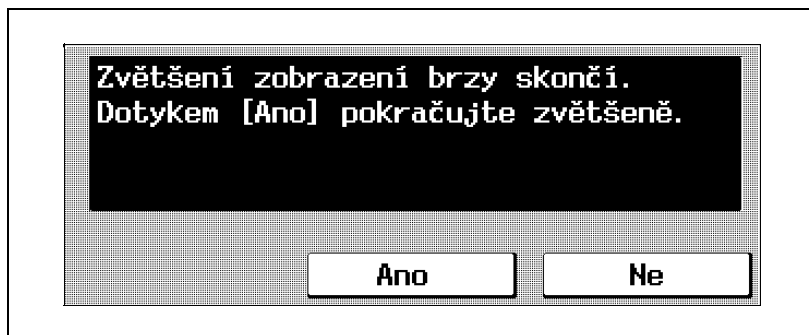 Zvětšení zobrazení brzy skončí.
Dotykem [Ano] pokračujte zvětšeně.
Ano
Ne